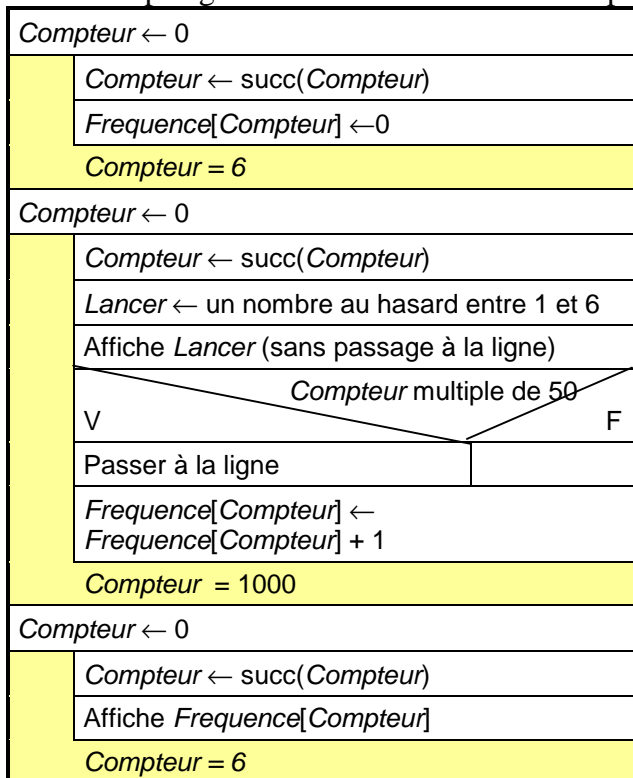 Compteur ← 0
Compteur ← succ(Compteur)
Frequence[Compteur] ←0
Compteur = 6
Compteur ← 0
Compteur ← succ(Compteur)
Lancer ← un nombre au hasard entre 1 et 6
Affiche Lancer (sans passage à la ligne)
Compteur multiple de 50
V F
Passer à la ligne
Frequence[Compteur] ←
Frequence[Compteur] + 1
Compteur = 1000
Compteur ← 0
Compteur ← succ(Compteur)
Affiche Frequence[Compteur]
Compteur = 6